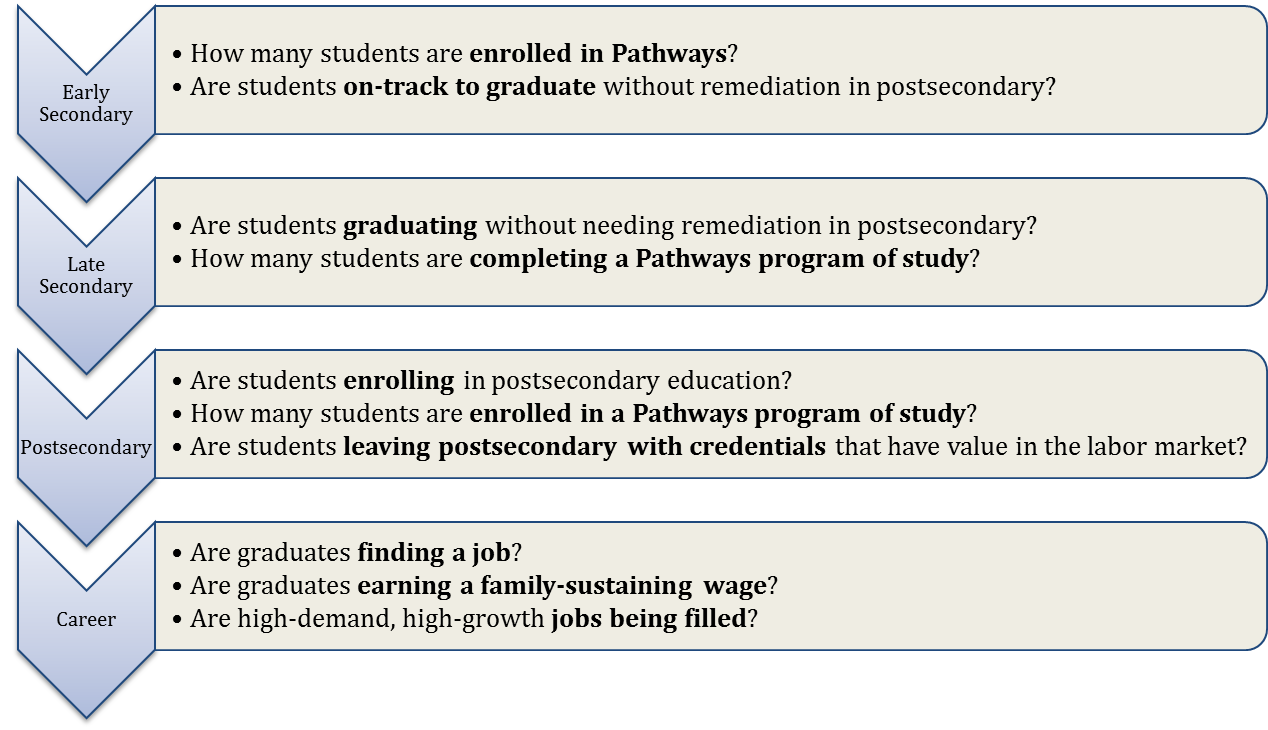 Early
Secondary
• How many students are enrolled in Pathways?
• Are students on-track to graduate without remediation in postsecondary?
Late
Secondary
• Are students graduating without needing remediation in postsecondary?
• How many students are completing a Pathways program of study?
Postsecondary
• Are students enrolling in postsecondary education?
• How many students are enrolled in a Pathways program of study?
• Are students leaving postsecondary with credentials that have value in the labor market?
Career
• Are graduates finding a job?
• Are graduates earning a family-sustaining wage?
• Are high-demand, high-growth jobs being filled?